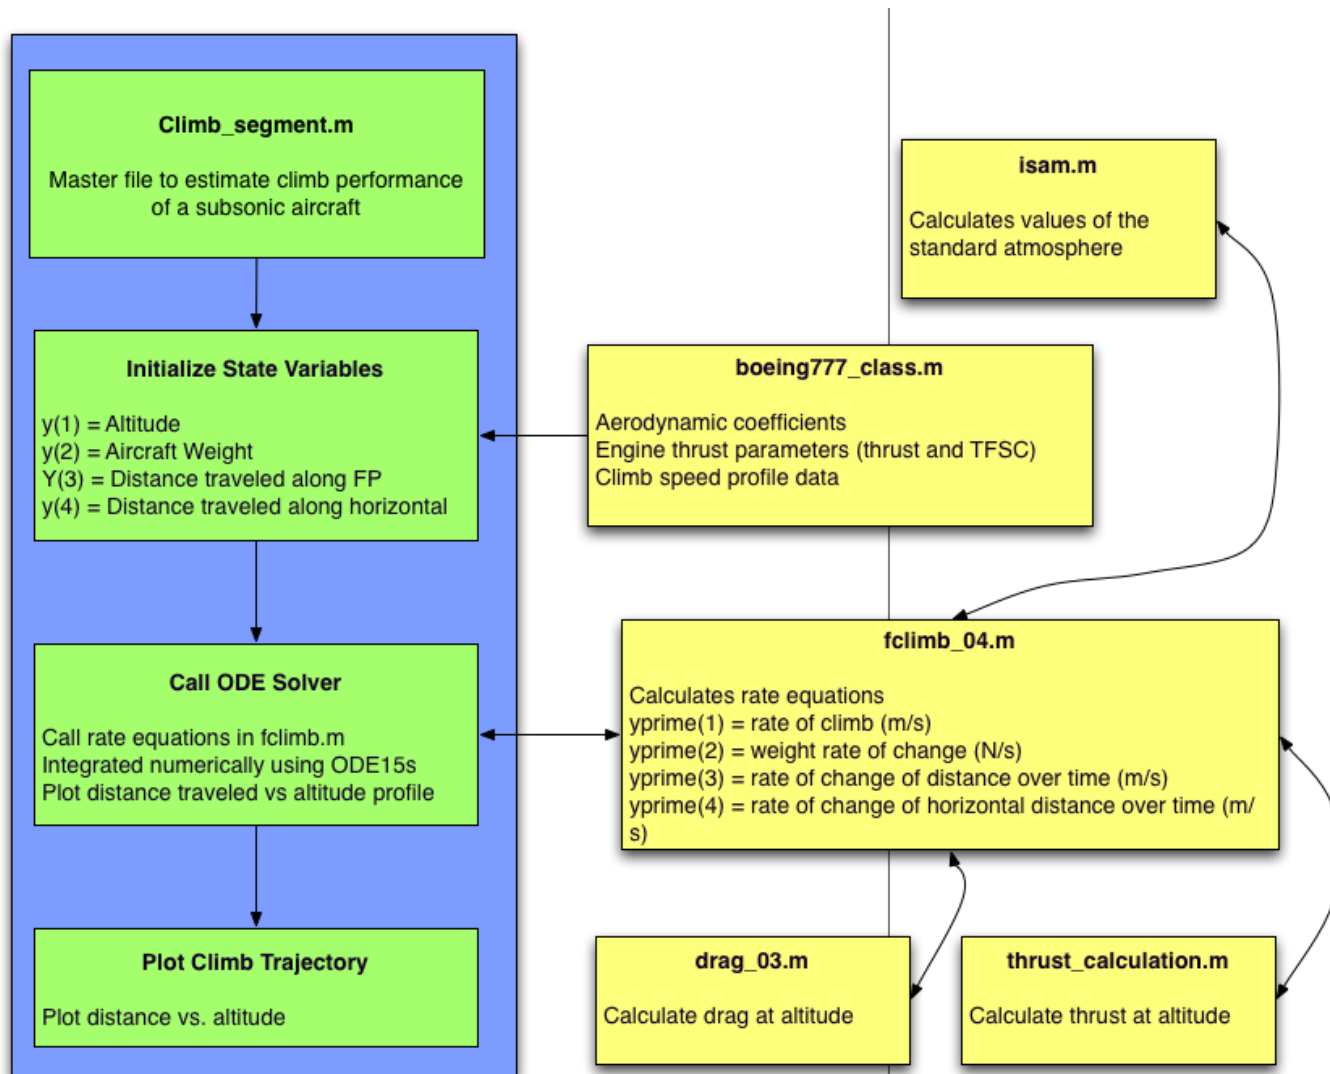 Climb_segment.m
Master file to estimate climb performance
of a subsonic aircraft
Initialize State Variables
y(1) = Altitude
y(2) = Aircraft Weight
Y(3) = Distance traveled along FP
y(4) = Distance traveled along horizontal
Call ODE Solver
Call rate equations in fclimb.m
Integrated numerically using ODE15s
Plot distance traveled vs altitude profile
Plot Climb Trajectory
Plot distance vs. altitude
isam.m
Calculates values of the
standard atmosphere
boeing777_class.m
Aerodynamic coefficients
Engine thrust parameters (thrust and TFSC)
Climb speed profile data
fclimb_04.m
Calculates rate equations
yprime(1) = rate of climb (m/s)
yprime(2) = weight rate of change (N/s)
yprime(3) = rate of change of distance over time (m/s)
yprime(4) = rate of change of horizontal distance over time (m/
s)
drag_03.m
Calculate drag at altitude
thrust_calculation.m
Calculate thrust at altitude